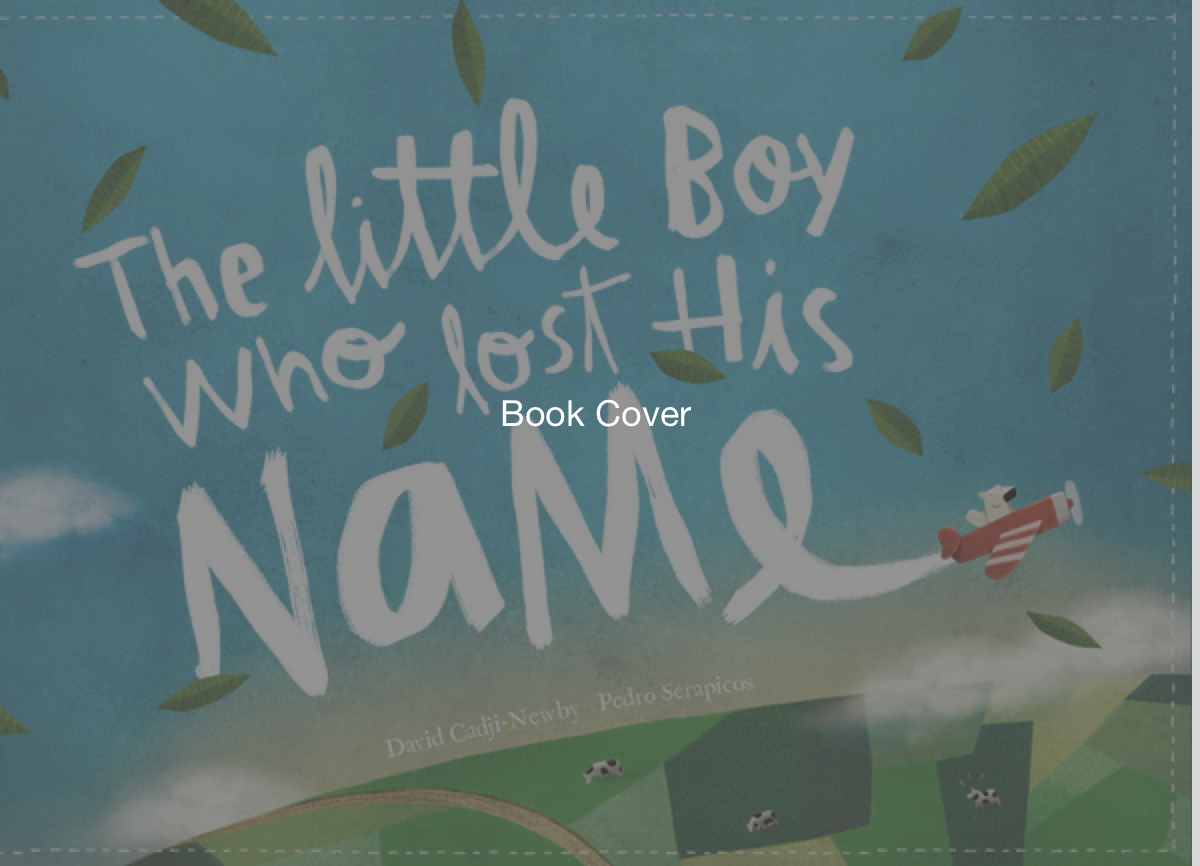 The little Boy
who lost His
NaMe
Book Cover
David Cadji-Newby Pedro Serapicos